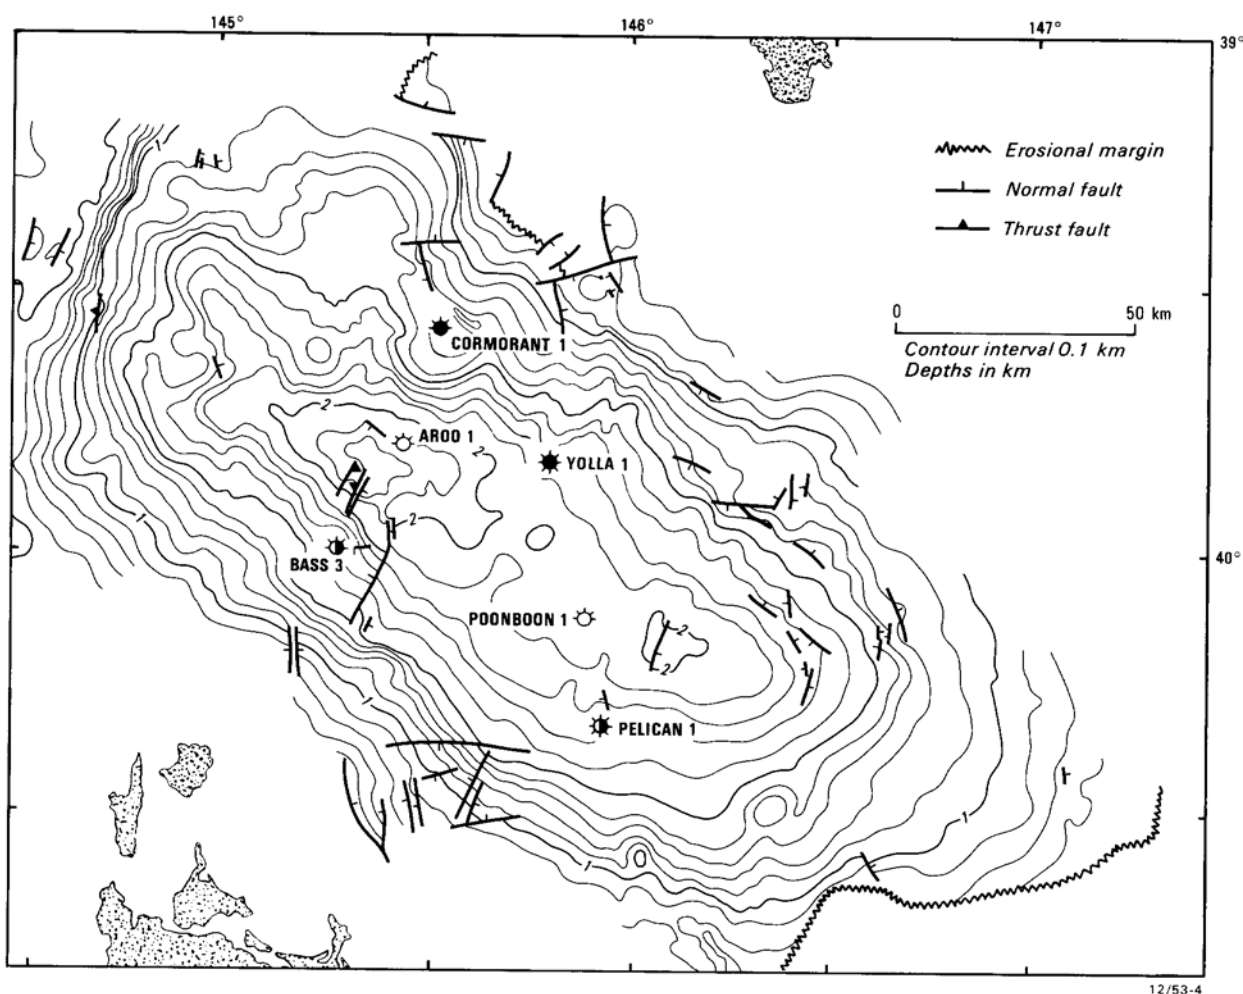 145°
146°
147°
39°
Erosional margin
Normal fault
Thrust fault
0
50 km
Contour interval 0.1 km
Depths in km
1
CORMORANT 1
2
AROO 1
2
YOLLA 1
1
2
BASS 3
40°
POONBOON 1
2
2
PELICAN 1
1
1
1
12/53-4